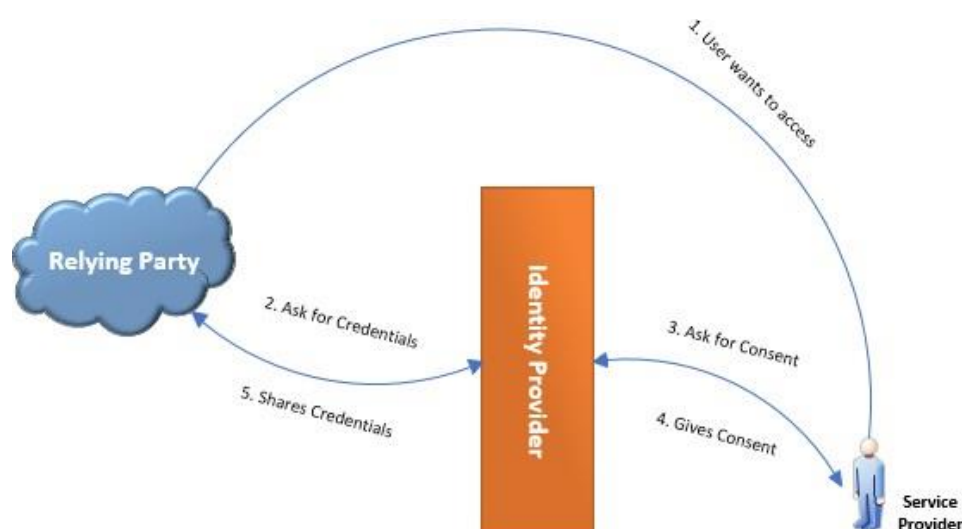 1. User wants to access
Relying Party
Identity Provider
2. Ask for Credentials
3. Ask for Consent
5. Shares Credentials
4. Gives Consent
Service
Provider